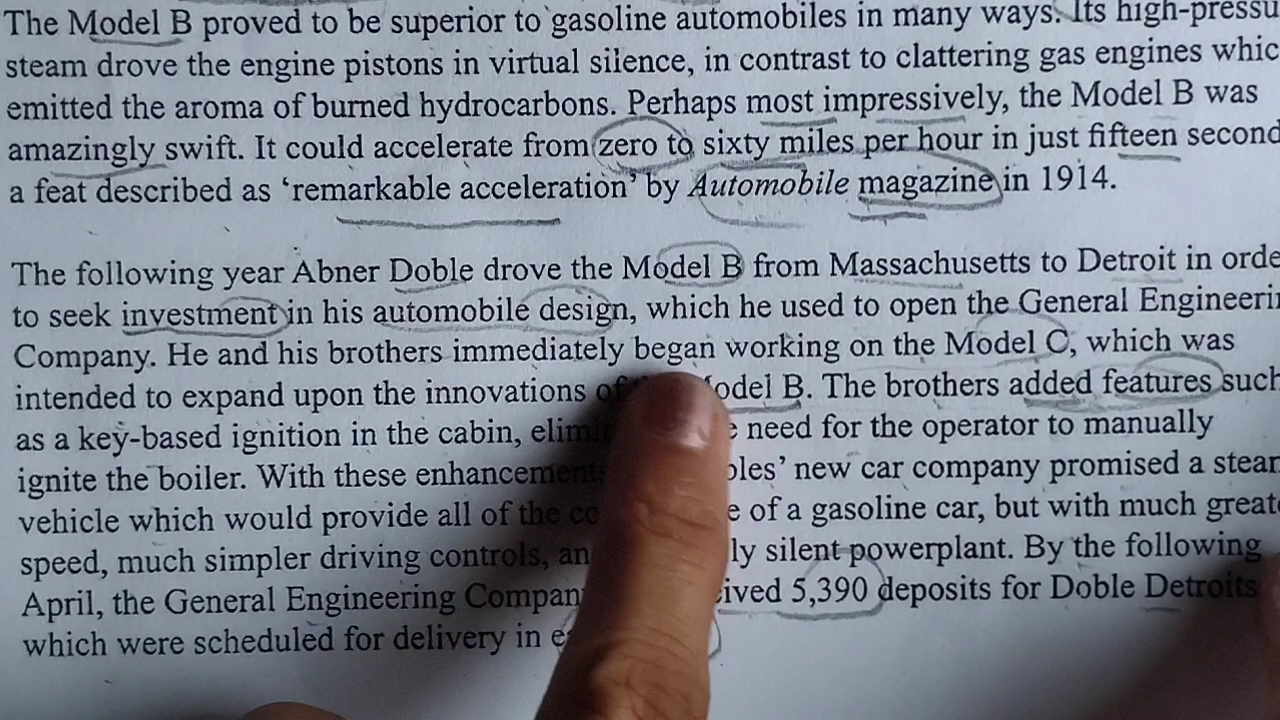 The Model B proved to be superior to gasoline automobiles in many ways. Its high-pressu
steam drove the engine pistons in virtual silence, in contrast to clattering gas engines whic
emitted the aroma of burned hydrocarbons. Perhaps most impressively, the Model B was
amazingly swift. It could accelerate from zero to sixty miles per hour in just fifteen second
a feat described as ‘remarkable acceleration’ by Automobile magazine in 1914.
The following year Abner Doble drove the Model B from Massachusetts to Detroit in orde
to seek investment in his automobile design, which he used to open the General Engineeri
Company. He and his brothers immediately began working on the Model C, which was
intended to expand upon the innovations of odel B. The brothers added features such
as a key-based ignition in the cabin, elimin need for the operator to manually
ignite the boiler. With these enhancements bles’ new car company promised a stea
vehicle which would provide all of the co e of a gasoline car, but with much great
speed, much simpler driving controls, an ly silent powerplant. By the following
April, the General Engineering Compan ived 5,390 deposits for Doble Detroits
which were scheduled for delivery in e